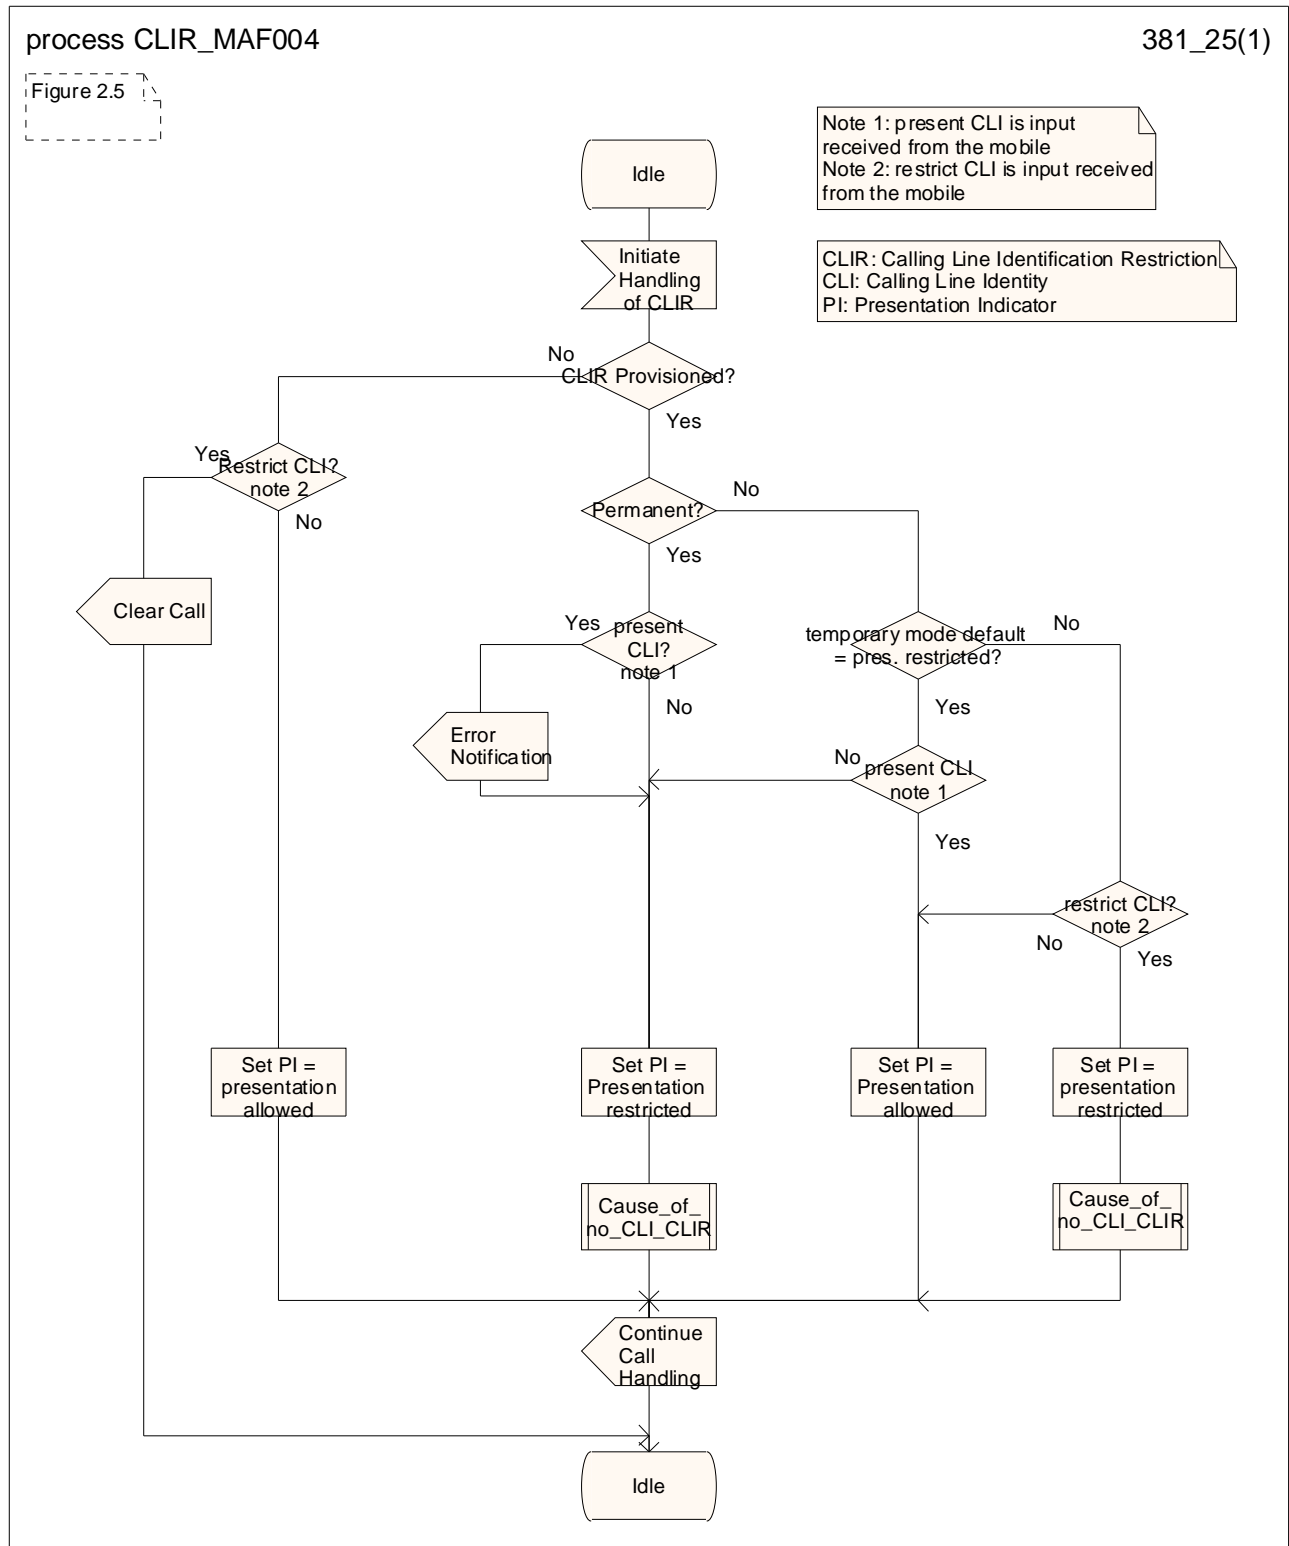 process CLIR_MAF004
381_25(1)
Figure 2.5
Note 1: present CLI is input
received from the mobile
Note 2: restrict CLI is input received
from the mobile
Idle
Initiate
Handling
of CLIR
CLIR: Calling Line Identification Restriction
CLI: Calling Line Identity
PI: Presentation Indicator
No
CLIR Provisioned?
Yes
Yes
Restrict CLI?
note 2
No
Permanent?
No
Yes
Clear Call
Yes
present
CLI?
note 1
No
temporary mode default
= pres. restricted?
No
Yes
Error
Notification
No
present CLI
note 1
Yes
restrict CLI?
note 2
No
Yes
Set PI =
presentation
allowed
Set PI =
Presentation
restricted
Set PI =
Presentation
allowed
Set PI =
presentation
restricted
Cause_of_
no_CLI_CLIR
Cause_of_
no_CLI_CLIR
Continue
Call
Handling
Idle